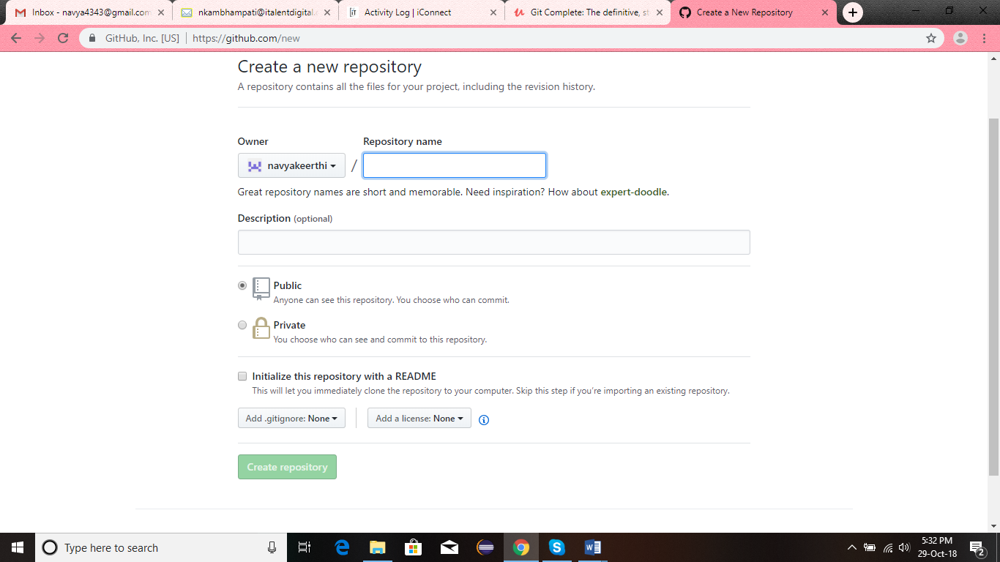 Inbox - navya4343@gmail.com
nkambhampati@italentdigital.
Activity Log | iConnect
Git Complete: The definitive, st
Create a New Repository
GitHub, Inc. [US] | https://github.com/new
Create a new repository
A repository contains all the files for your project, including the revision history.
Owner Repository name
navyakeerthi /
Great repository names are short and memorable. Need inspiration? How about expert-doodle.
Description (optional)
Public
Anyone can see this repository. You choose who can commit.
Private
You choose who can see and commit to this repository.
Initialize this repository with a README
This will let you immediately clone the repository to your computer. Skip this step if you're importing an existing repository.
Add .gitignore: None Add a license: None
Create repository
Type here to search
5:32 PM
29-Oct-18
2